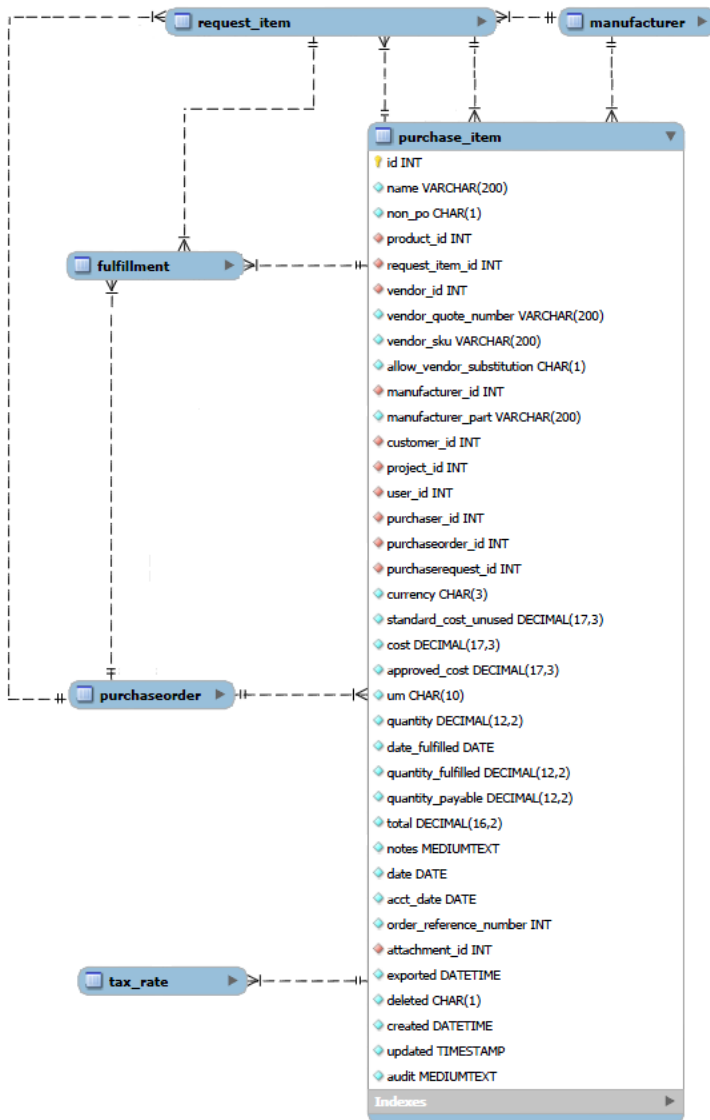 request_item
manufacturer
purchase_item
id INT
name VARCHAR(200)
non_po CHAR(1)
product_id INT
fulfillment
request_item_id INT
vendor_id INT
vendor_quote_number VARCHAR(200)
vendor_sku VARCHAR(200)
allow_vendor_substitution CHAR(1)
manufacturer_id INT
manufacturer_part VARCHAR(200)
customer_id INT
project_id INT
user_id INT
purchaser_id INT
purchaseorder_id INT
purchaserequest_id INT
currency CHAR(3)
standard_cost_unused DECIMAL(17,3)
cost DECIMAL(17,3)
approved_cost DECIMAL(17,3)
purchaseorder
um CHAR(10)
quantity DECIMAL(12,2)
date_fulfilled DATE
quantity_fulfilled DECIMAL(12,2)
quantity_payable DECIMAL(12,2)
total DECIMAL(16,2)
notes MEDIUMTEXT
date DATE
acct_date DATE
order_reference_number INT
attachment_id INT
tax_rate
exported DATETIME
deleted CHAR(1)
created DATETIME
updated TIMESTAMP
audit MEDIUMTEXT
Indexes